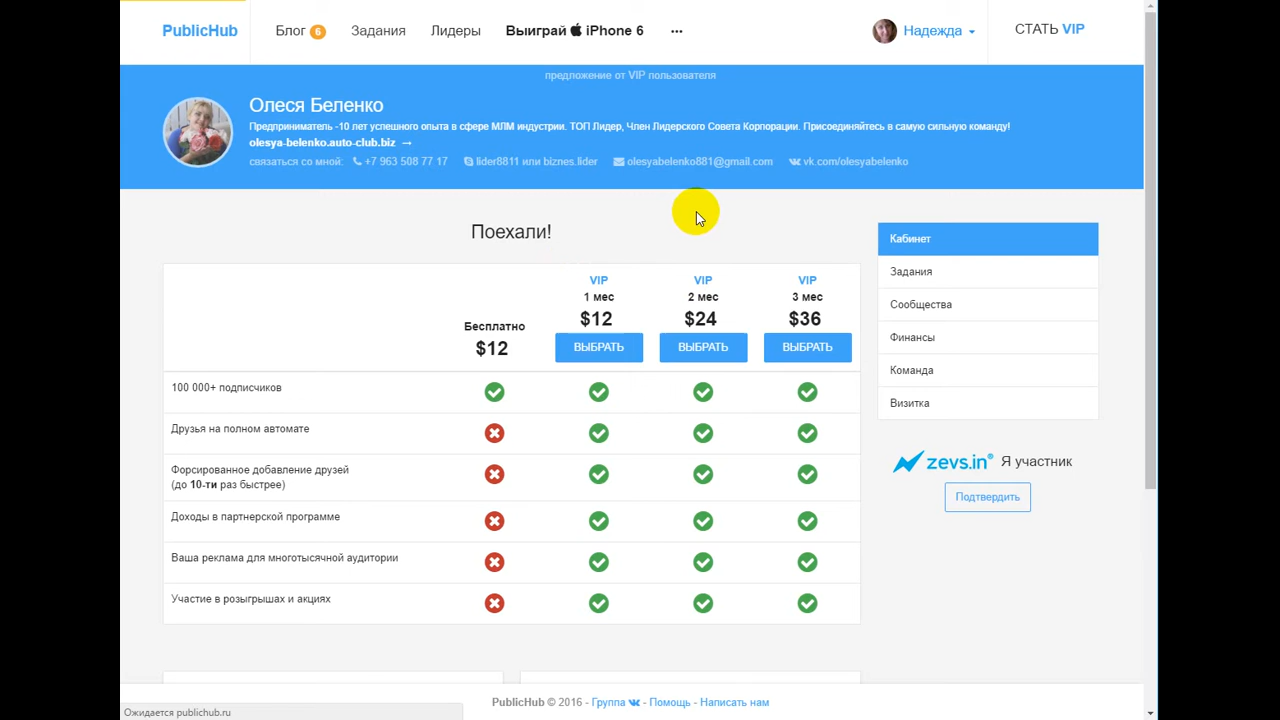 PublicHub Блог 6 Задания Лидеры Выиграй iPhone 6 ••• Надежда СТАТЬ VIP
предложение от VIP пользователя
Олеся Беленко
Предприниматель -10 лет успешного опыта в сфере МЛМ индустрии. ТОП Лидер, Член Лидерского Совета Корпорации. Присоединяйтесь в самую сильную команду!
olesya-belenko.auto-club.biz →
связаться со мной: +7 963 508 77 17 lider8811 или biznes.lider olesyabelenko881@gmail.com vk.com/olesyabelenko
Поехали!
Бесплатно
$12
VIP
1 мес
$12
ВЫБРАТЬ
VIP
2 мес
$24
ВЫБРАТЬ
VIP
3 мес
$36
ВЫБРАТЬ
100 000+ подписчиков
Друзья на полном автомате
Форсированное добавление друзей
(до 10-ти раз быстрее)
Доходы в партнерской программе
Ваша реклама для многотысячной аудитории
Участие в розыгрышах и акциях
Кабинет
Задания
Сообщества
Финансы
Команда
Визитка
zevs.in® Я участник
Подтвердить
PublicHub © 2016 - Группа - Помощь - Написать нам
Ожидается publichub.ru